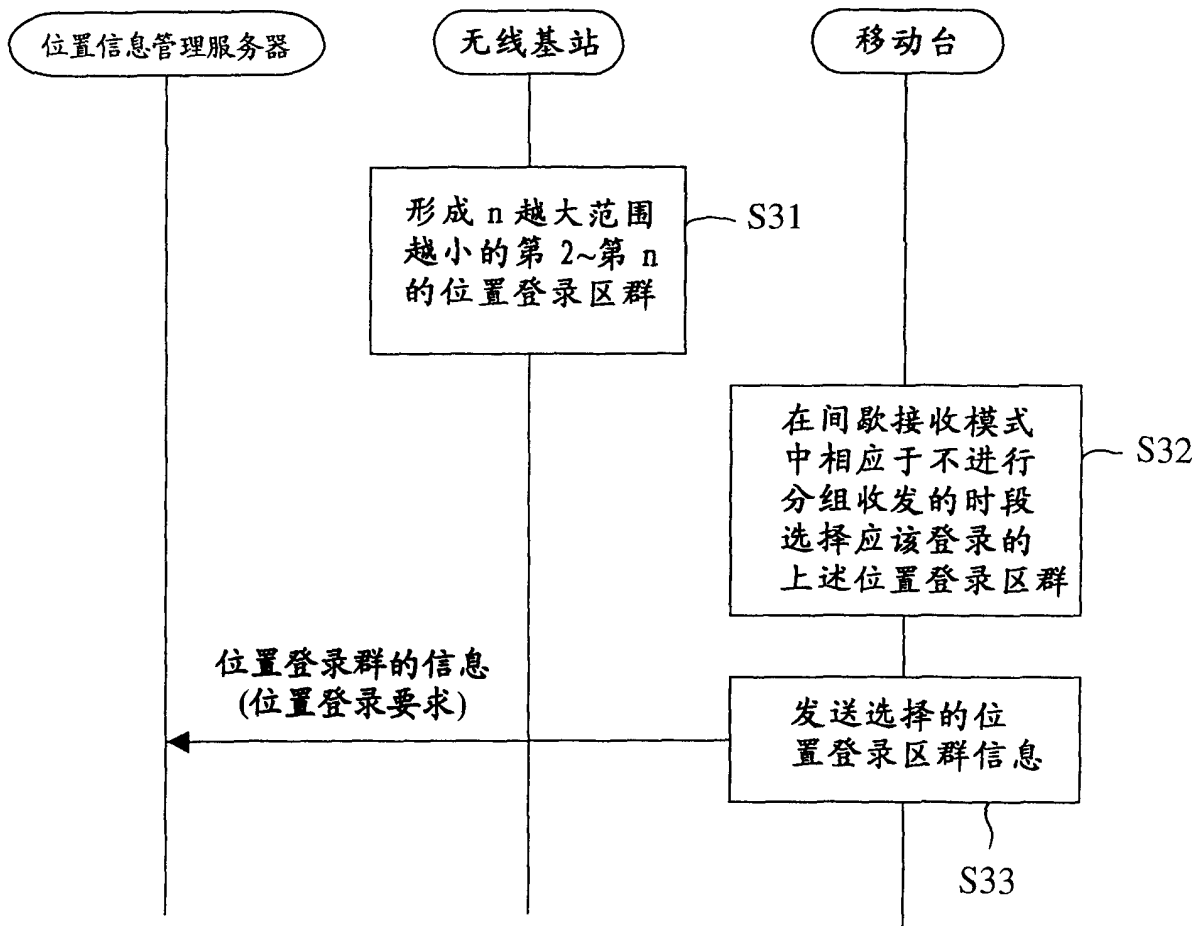 位置信息管理服务器
无线基站
移动台
形成 n 越大范围
越小的第 2~第 n
的位置登录区群
S31
在间歇接收模式
中相应于不进行
分组收发的时段
选择应该登录的
上述位置登录区群
S32
位置登录群的信息
(位置登录要求)
发送选择的位
置登录区群信息
S33